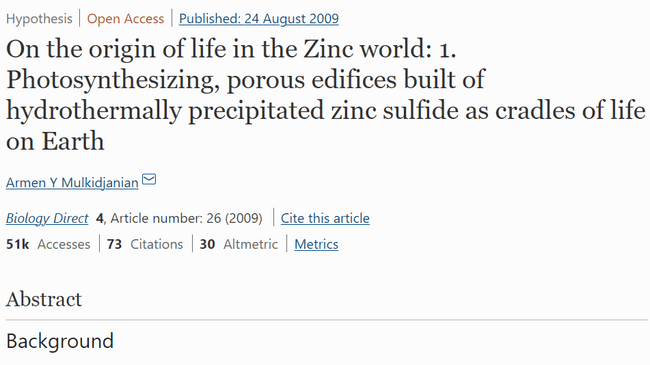 Hypothesis Open Access Published: 24 August 2009
On the origin of life in the Zinc world: 1.
Photosynthesizing, porous edifices built of
hydrothermally precipitated zinc sulfide as cradles of life
on Earth
Armen Y Mulkidjanian
Biology Direct 4, Article number: 26 (2009) Cite this article
51k Accesses 73 Citations 30 Altmetric Metrics
Abstract
Background